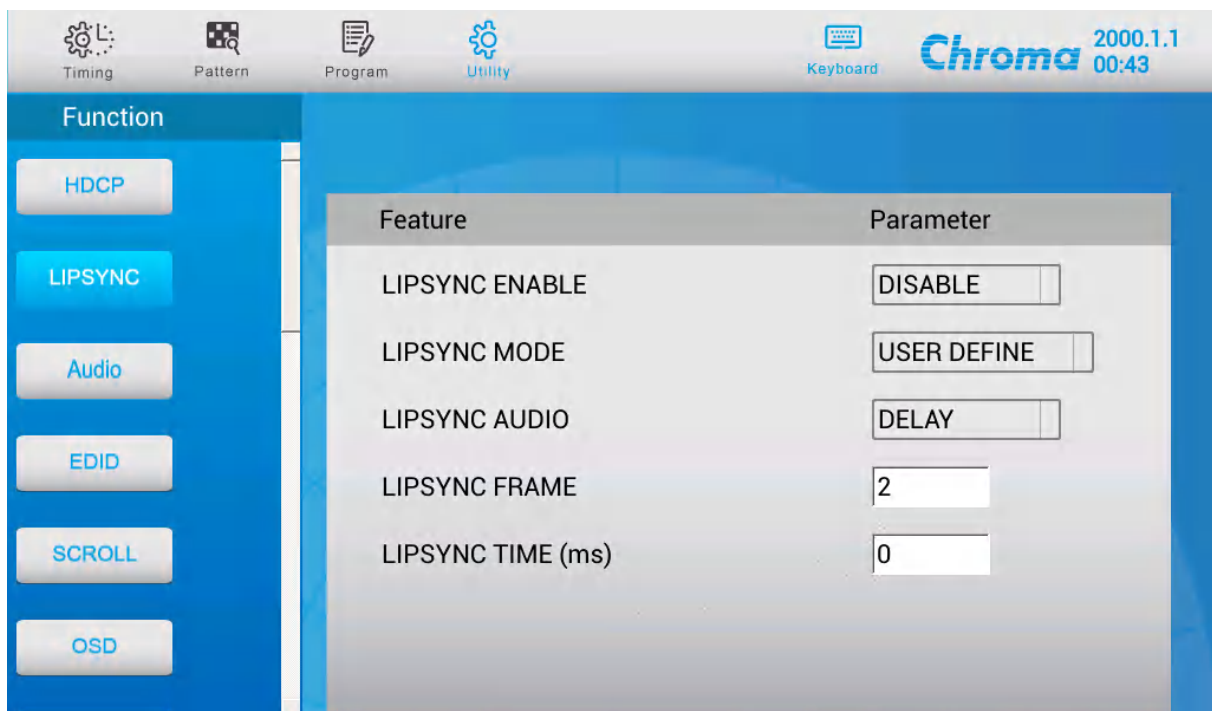 Timing Pattern Program Utility Keyboard Chroma 2000.1.1
00:43
Function
HDCP
LIPSYNC
Audio
EDID
SCROLL
OSD
Feature Parameter
LIPSYNC ENABLE DISABLE
LIPSYNC MODE USER DEFINE
LIPSYNC AUDIO DELAY
LIPSYNC FRAME 2
LIPSYNC TIME (ms) 0